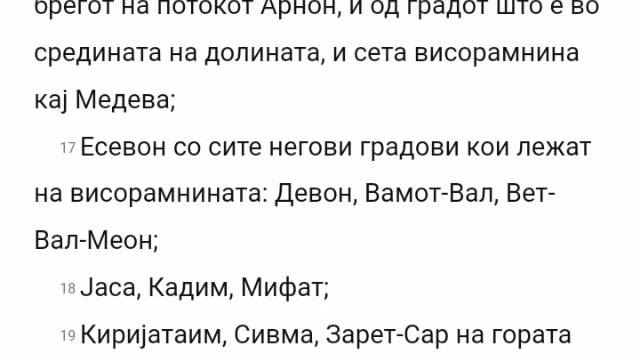 брегот на потокот Арнон, и од градот што е во
средината на долината, и сета висорамнина
кај Медева;
17 Есевон со сите негови градови кои лежат
на висорамнината: Девон, Вамот-Вал, Вет-
Вал-Меон;
18 Јаса, Кадим, Мифат;
19 Киријатаим, Сивма, Зарет-Сар на гората